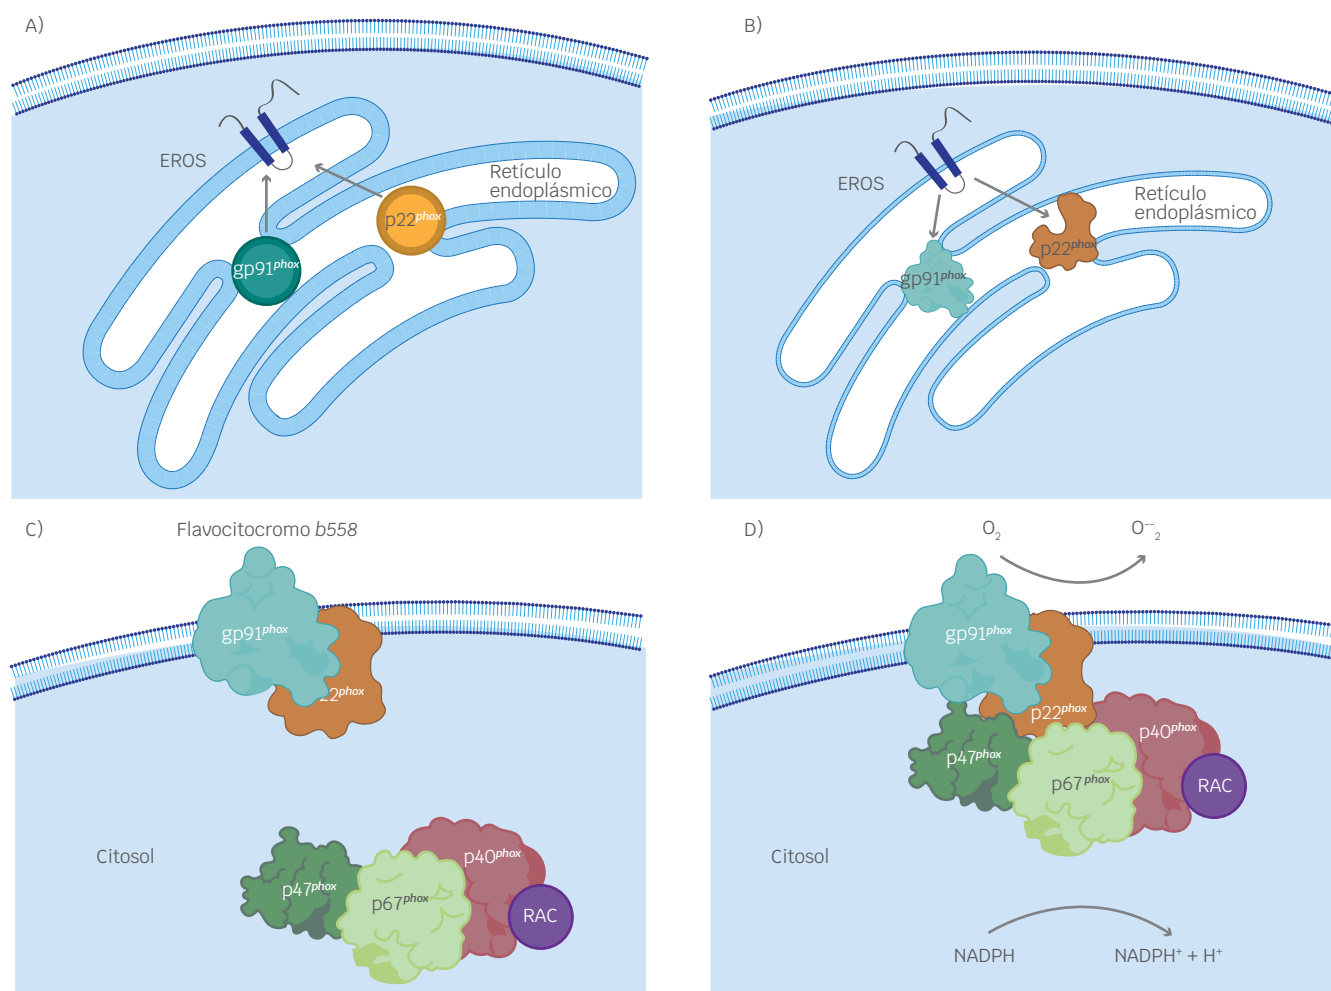 A)
EROS
Retículo
endoplásmico
p22phox
gp91phox
B)
EROS
Retículo
endoplásmico
p22phox
gp91phox
C)
Flavocitocromo b558
gp91phox
22phox
Citosol
p47phox
p67phox
p40phox
RAC
D)
O2
O--2
gp91phox
p22phox
p40phox
p47phox
p67phox
RAC
Citosol
NADPH
NADPH+ + H+